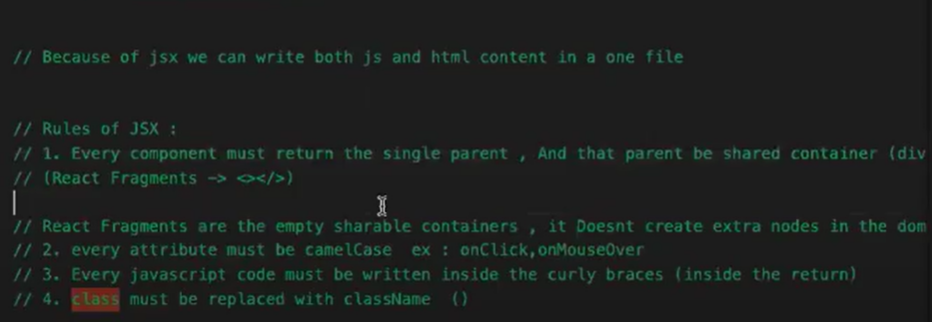 // Because of jsx we can write both js and html content in a one file
// Rules of JSX :
// 1. Every component must return the single parent , And that parent be shared container (div
// (React Fragments -> <></>)
// React Fragments are the empty sharable containers , it Doesnt create extra nodes in the dom
// 2. every attribute must be camelCase  ex : onClick,onMouseOver
// 3. Every javascript code must be written inside the curly braces (inside the return)
// 4. class must be replaced with className  ()